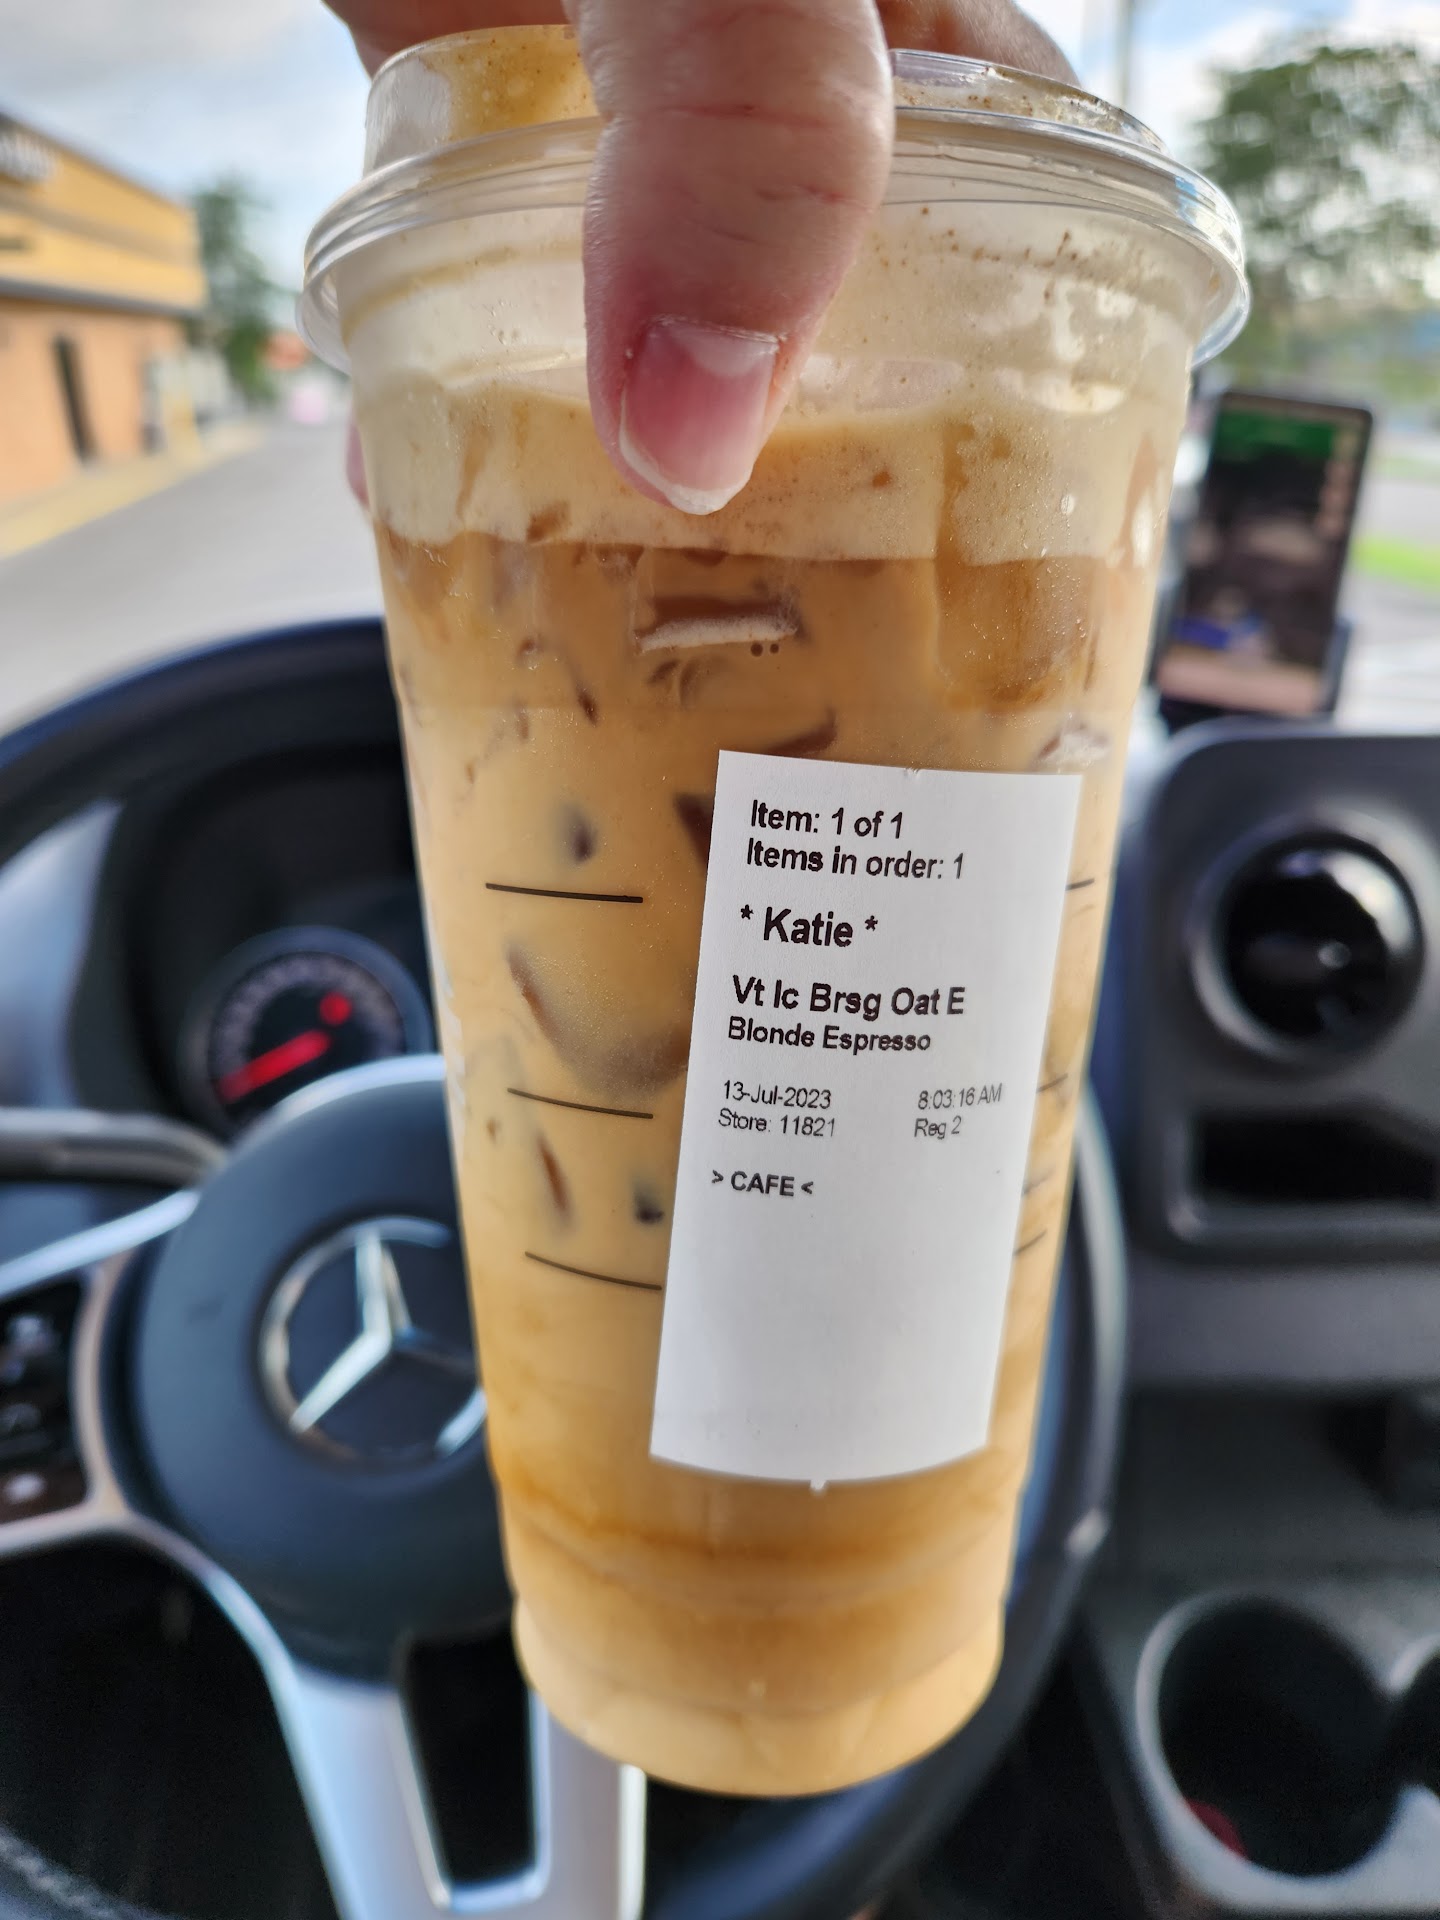 Item: 1 of 1
Items in order: 1
* Katie *
Vt Ic Brsg Oat E
Blonde Espresso
13-Jul-2023 8:03:16 AM
Store: 11821 Reg 2
> CAFE <